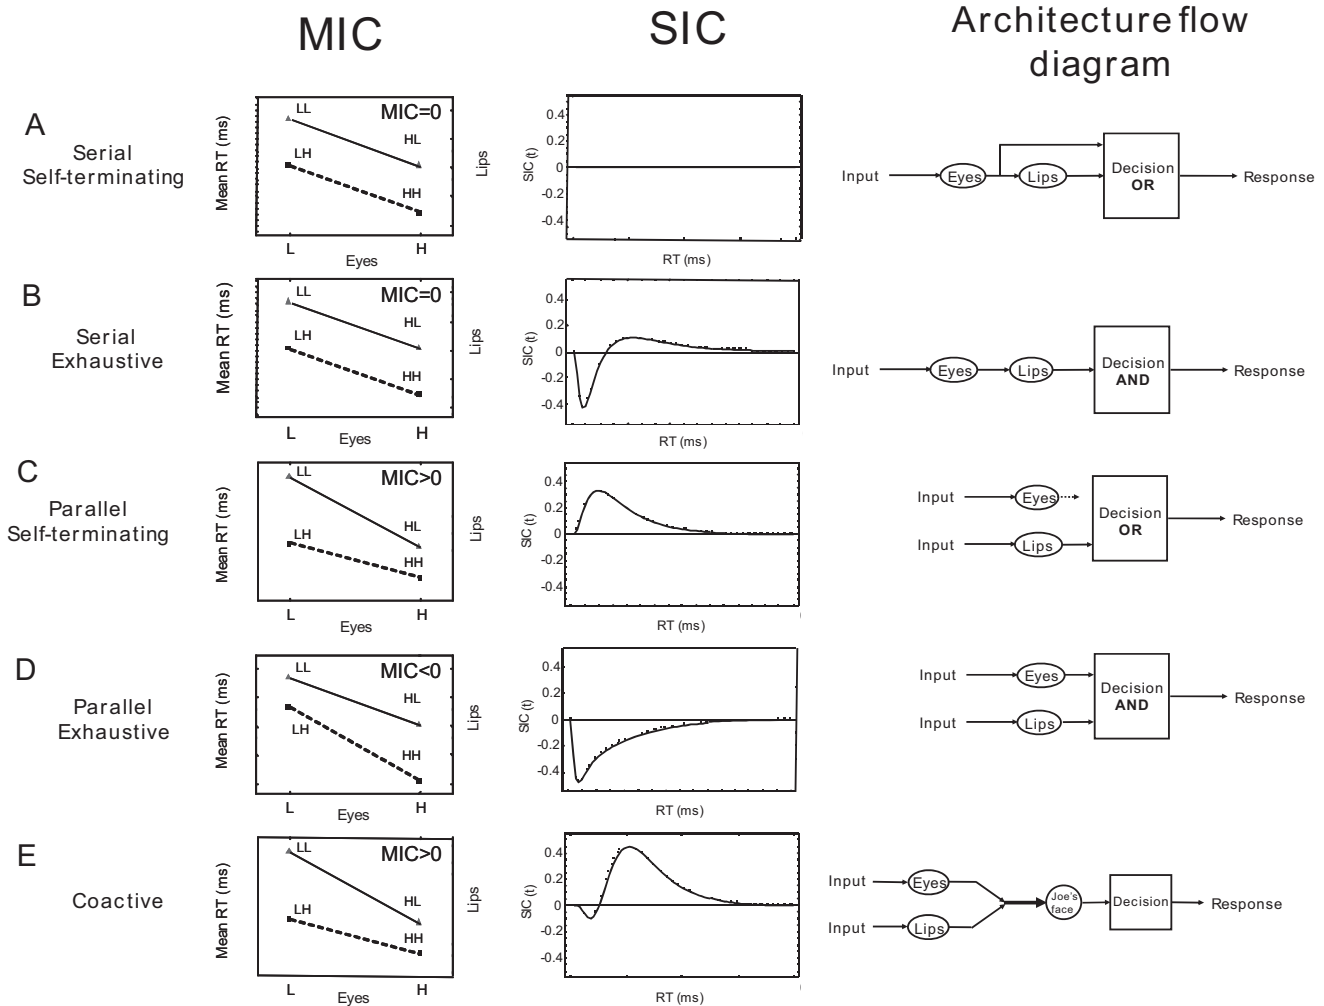 MIC
SIC
Architecture flow
diagram
A
Serial
Self-terminating
Mean RT (ms)
LL
MIC=0
HL
LH
HH
L
H
Eyes
Lips
SIC (t)
0.4
0.2
0
-0.2
-0.4
RT (ms)
Input
Eyes
Lips
Decision
OR
Response
B
Serial
Exhaustive
Mean RT (ms)
LL
MIC=0
HL
LH
HH
L
H
Eyes
Lips
SIC (t)
0.4
0.2
0
-0.2
-0.4
RT (ms)
Input
Eyes
Lips
Decision
AND
Response
C
Parallel
Self-terminating
Mean RT (ms)
LL
MIC>0
HL
LH
HH
L
H
Eyes
Lips
SIC (t)
0.4
0.2
0
-0.2
-0.4
RT (ms)
Input
Eyes
Input
Lips
Decision
OR
Response
D
Parallel
Exhaustive
Mean RT (ms)
LL
MIC<0
HL
LH
HH
L
H
Eyes
Lips
SIC (t)
0.4
0.2
0
-0.2
-0.4
RT (ms)
Input
Eyes
Input
Lips
Decision
AND
Response
E
Coactive
Mean RT (ms)
LL
MIC>0
HL
LH
HH
L
H
Eyes
Lips
SIC (t)
0.4
0.2
0
-0.2
-0.4
RT (ms)
Input
Eyes
Input
Lips
Joe's
face
Decision
Response